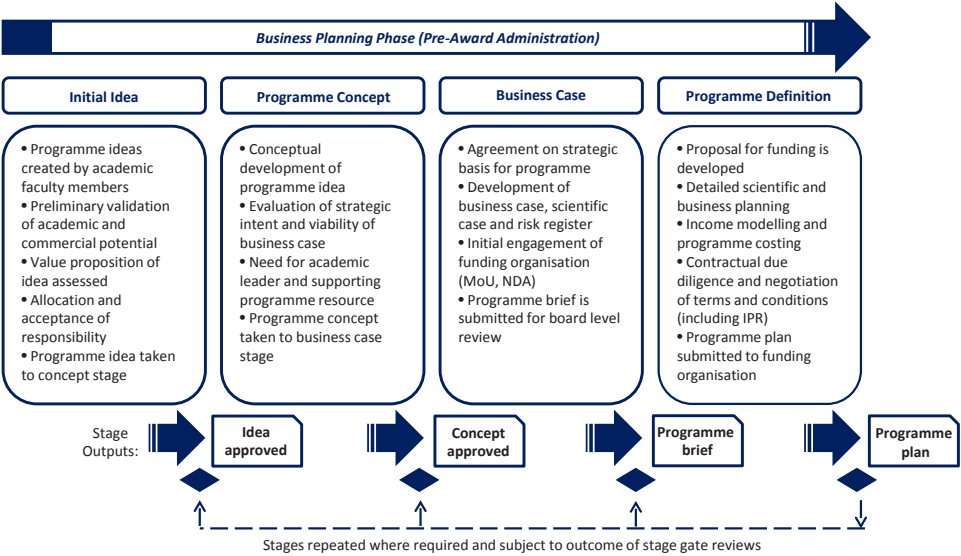 Business Planning Phase (Pre-Award Administration)
Initial Idea
• Programme ideas
created by academic
faculty members
• Preliminary validation
of academic and
commercial potential
• Value proposition of
idea assessed
• Allocation and
acceptance of
responsibility
• Programme idea taken
to concept stage
Programme Concept
• Conceptual
development of
programme idea
• Evaluation of strategic
intent and viability of
business case
• Need for academic
leader and supporting
programme resource
• Programme concept
taken to business case
stage
Business Case
• Agreement on strategic
basis for programme
• Development of
business case, scientific
case and risk register
• Initial engagement of
funding organisation
(MoU, NDA)
• Programme brief is
submitted for board level
review
Programme Definition
• Proposal for funding is
developed
• Detailed scientific and
business planning
• Income modelling and
programme costing
• Contractual due
diligence and negotiation
of terms and conditions
(including IPR)
• Programme plan
submitted to funding
organisation
Stage
Outputs:
Idea
approved
Concept
approved
Programme
brief
Programme
plan
Stages repeated where required and subject to outcome of stage gate reviews